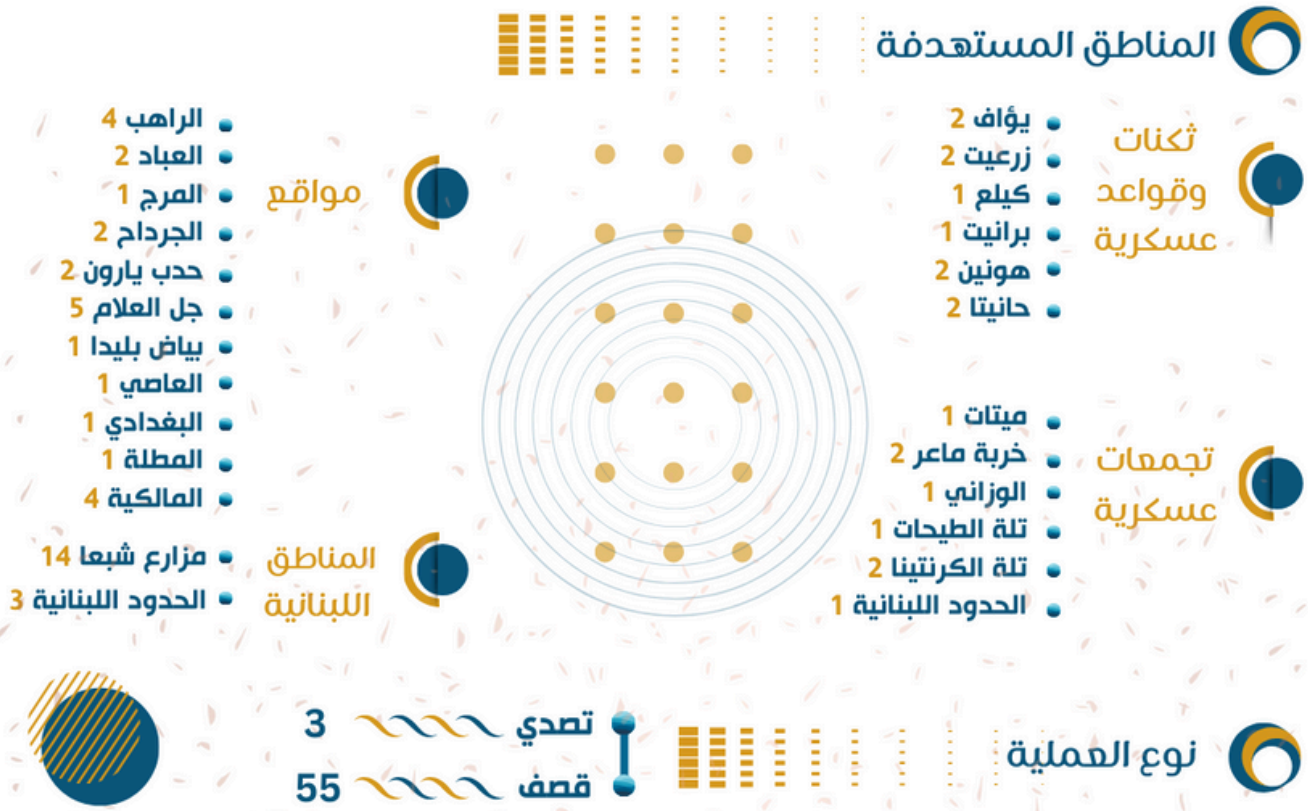 المناطق المستهدفة
ثكنات
وقواعد
عسكرية
يؤاف 2
زرعيت 2
كيلع 1
برانيت 1
هونين 2
حانيتا 2
تجمعات
عسكرية
ميتات 1
خربة ماعر 2
الوزاني 1
تلة الطيحات 1
تلة الكرنتينا 2
الحدود اللبنانية 1
مواقع
الراهب 4
العباد 2
المرج 1
الجرداح 2
حدب يارون 2
جل العلام 5
بياض بليدا 1
العاصي 1
البغدادي 1
المطلة 1
المالكية 4
المناطق
اللبنانية
مزارع شبعا 14
الحدود اللبنانية 3
نوع العملية
تصدي 3
قصف 55